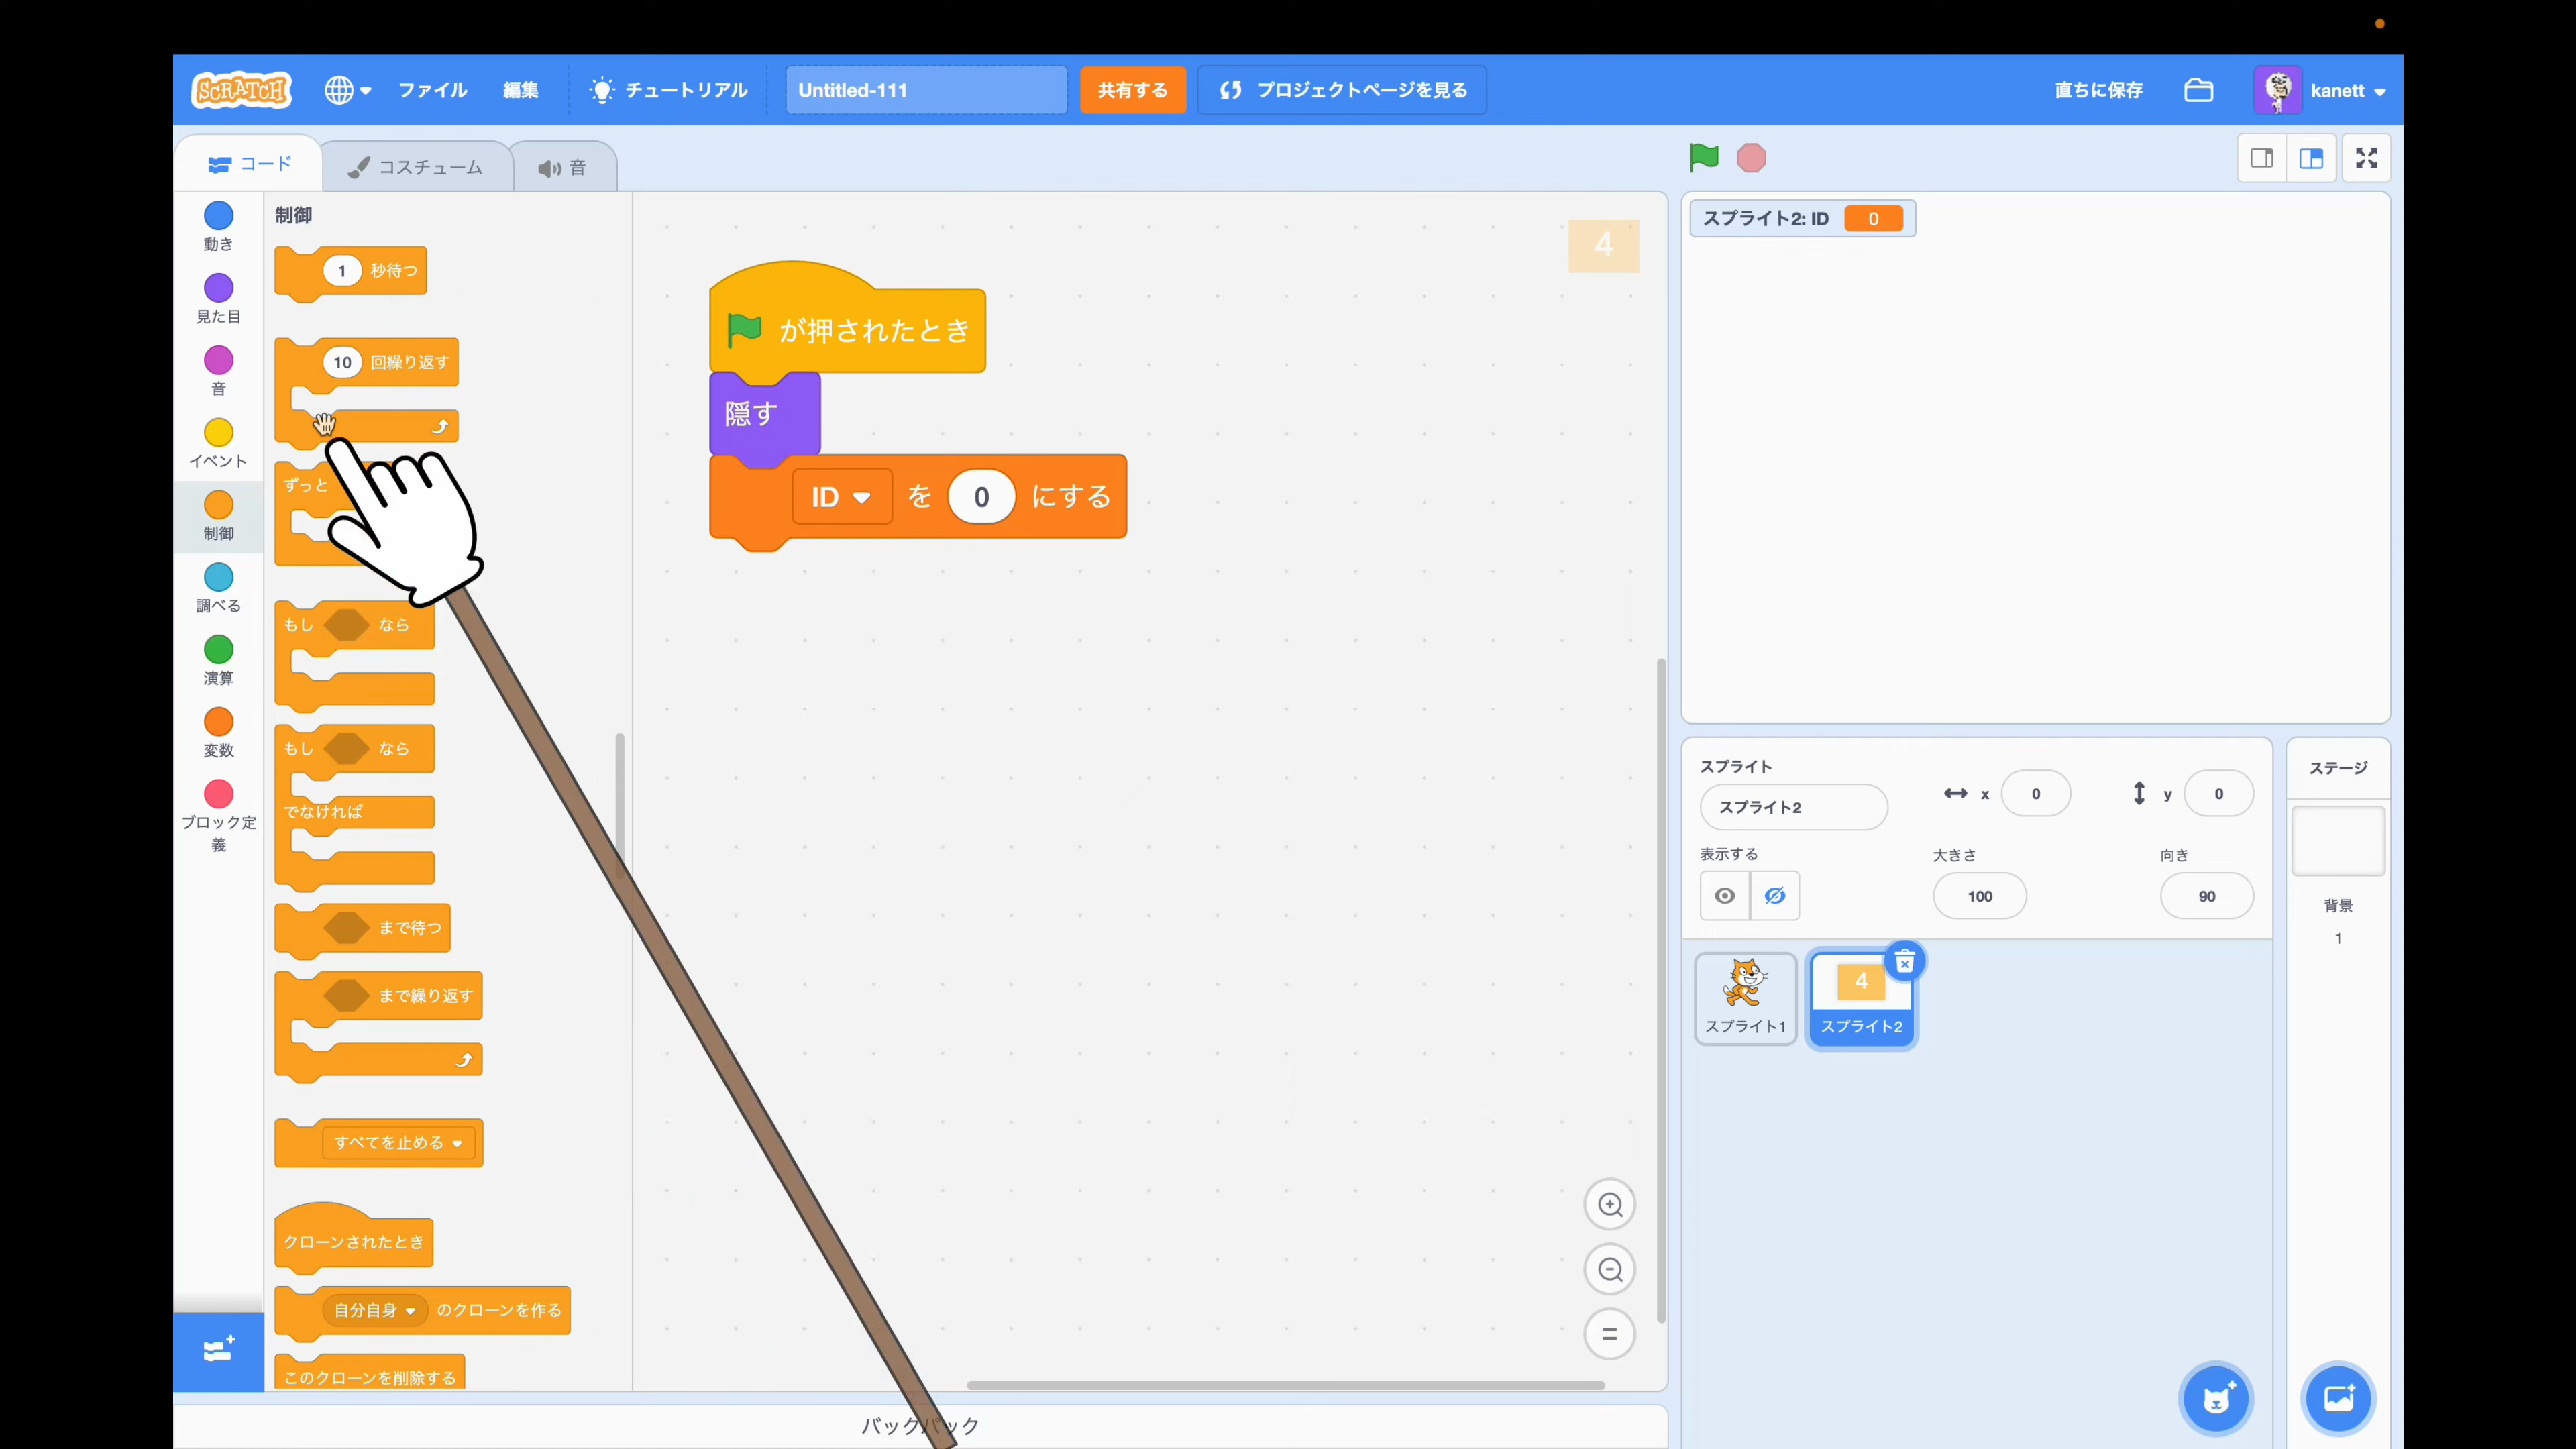 SCRATCH
ファイル
編集
チュートリアル
Untitled-111
共有する
プロジェクトページを見る
直ちに保存
kanett
コード
コスチューム
音
動き
見た目
音
イベント
制御
調べる
演算
変数
ブロック定
義
制御
1 秒待つ
10 回繰り返す
ずっと
もし なら
もし なら
でなければ
まで待つ
まで繰り返す
すべてを止める
クローンされたとき
自分自身 のクローンを作る
このクローンを削除する
4
が押されたとき
隠す
ID を 0 にする
バックパック
スプライト2: ID 0
スプライト
スプライト2
x 0
y 0
表示する
大きさ
100
向き
90
スプライト1
4
スプライト2
ステージ
背景
1